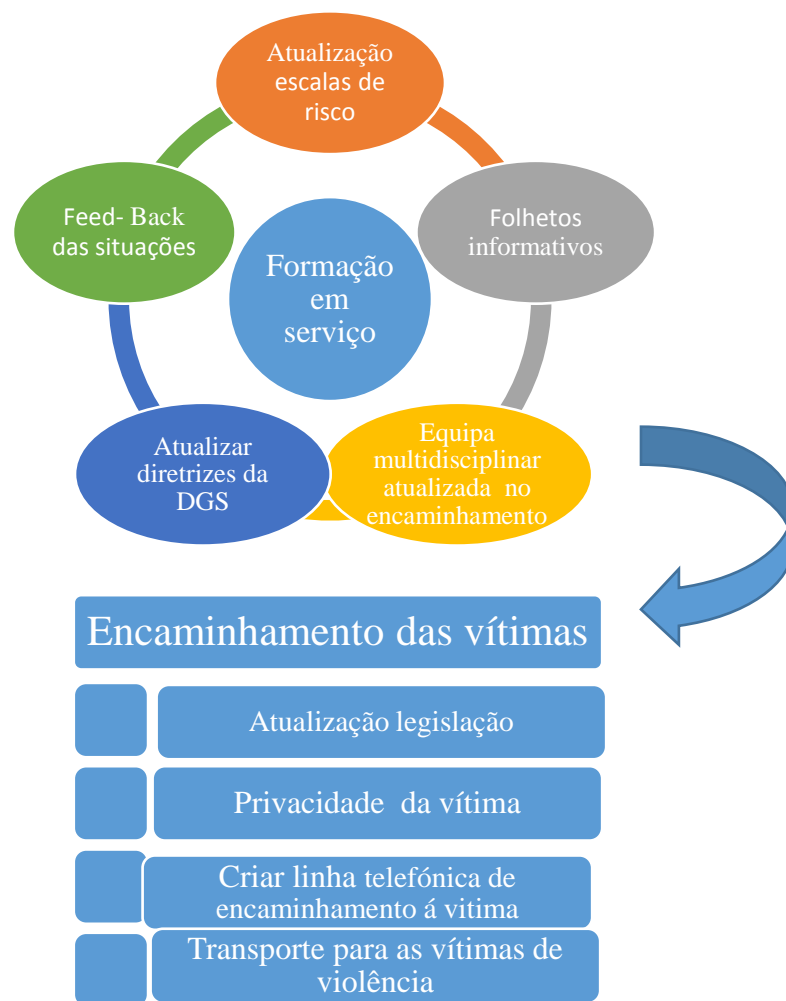 Atualização
escalas de
risco
Feed- Back
das situações
Folhetos
informativos
Formação
em
serviço
Atualizar
diretrizes da
DGS
Equipa
multidisciplinar
atualizada no
encaminhamento
Encaminhamento das vítimas
Atualização legislação
Privacidade da vítima
Criar linha telefónica de
encaminhamento á vitima
Transporte para as vítimas de
violência